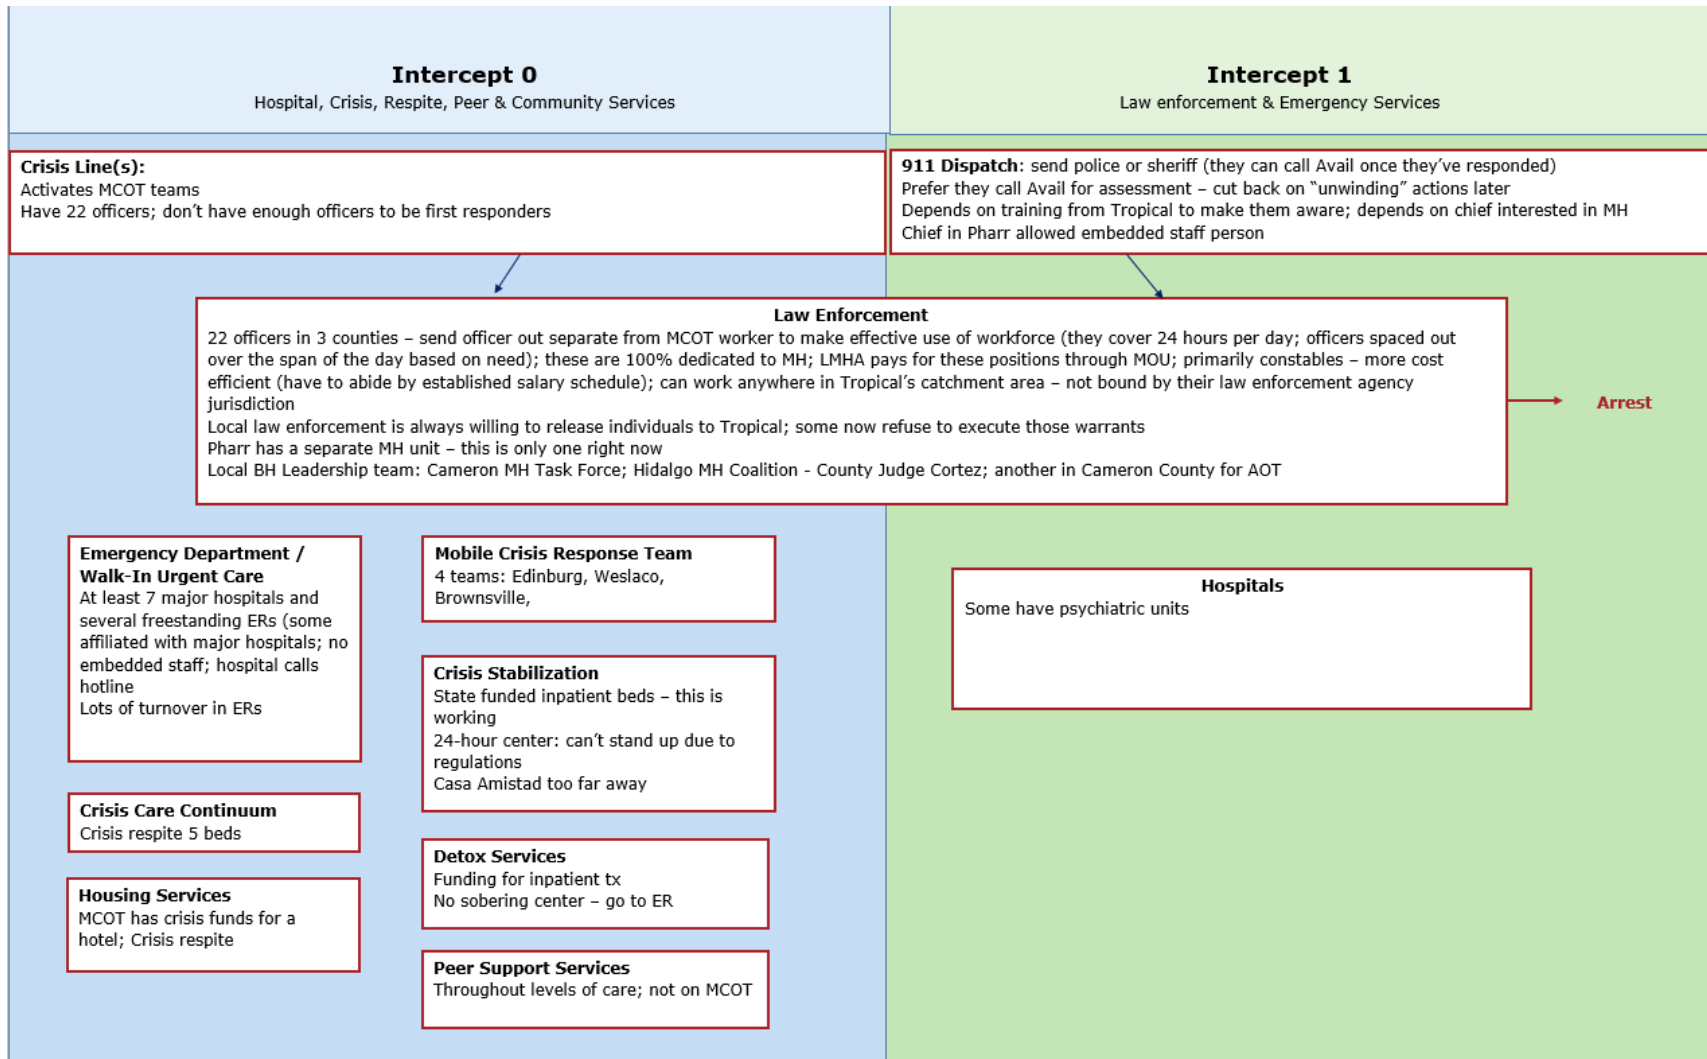 Intercept 0
Hospital, Crisis, Respite, Peer & Community Services
Intercept 1
Law enforcement & Emergency Services
Crisis Line(s):
Activates MCOT teams
Have 22 officers; don’t have enough officers to be first responders
911 Dispatch: send police or sheriff (they can call Avail once they’ve responded)
Prefer they call Avail for assessment – cut back on “unwinding” actions later
Depends on training from Tropical to make them aware; depends on chief interested in MH
Chief in Pharr allowed embedded staff person
Law Enforcement
22 officers in 3 counties – send officer out separate from MCOT worker to make effective use of workforce (they cover 24 hours per day; officers spaced out
over the span of the day based on need); these are 100% dedicated to MH; LMHA pays for these positions through MOU; primarily constables – more cost
efficient (have to abide by established salary schedule); can work anywhere in Tropical’s catchment area – not bound by their law enforcement agency
jurisdiction
Local law enforcement is always willing to release individuals to Tropical; some now refuse to execute those warrants
Pharr has a separate MH unit – this is only one right now
Local BH Leadership team: Cameron MH Task Force; Hidalgo MH Coalition - County Judge Cortez; another in Cameron County for AOT
Arrest
Emergency Department /
Walk-In Urgent Care
At least 7 major hospitals and
several freestanding ERs (some
affiliated with major hospitals; no
embedded staff; hospital calls
hotline
Lots of turnover in ERs
Crisis Care Continuum
Crisis respite 5 beds
Housing Services
MCOT has crisis funds for a
hotel; Crisis respite
Mobile Crisis Response Team
4 teams: Edinburg, Weslaco,
Brownsville,
Crisis Stabilization
State funded inpatient beds – this is
working
24-hour center: can’t stand up due to
regulations
Casa Amistad too far away
Detox Services
Funding for inpatient tx
No sobering center – go to ER
Peer Support Services
Throughout levels of care; not on MCOT
Hospitals
Some have psychiatric units